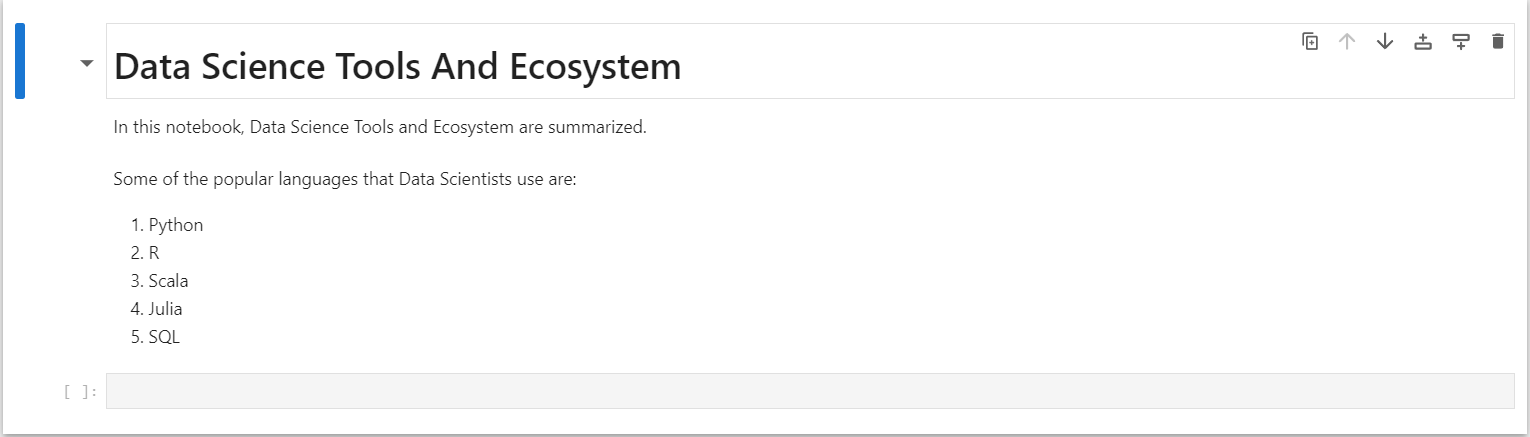 Data Science Tools And Ecosystem
In this notebook, Data Science Tools and Ecosystem are summarized.
Some of the popular languages that Data Scientists use are:
1. Python
2. R
3. Scala
4. Julia
5. SQL
[ ]: